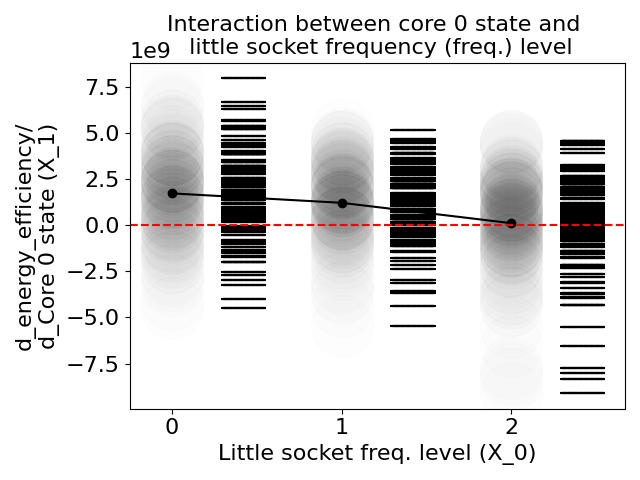 Interaction between core 0 state and
little socket frequency (freq.) level
1e9
7.5
5.0
2.5
0.0
−2.5
−5.0
−7.5
d_energy_efficiency/
d_Core 0 state (X_1)
0 1 2
Little socket freq. level (X_0)